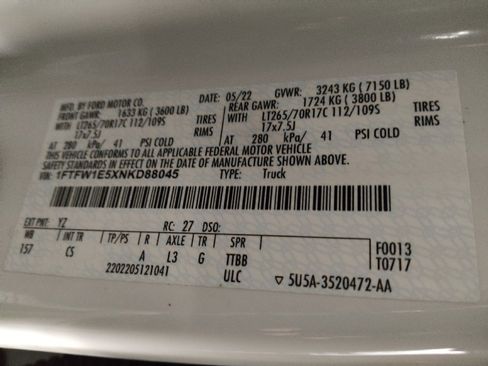 MFD. BY FORD MOTOR CO. DATE: 05/22 GVWR: 3243 KG ( 7150 LB)
FRONT GAWR: 1633 KG ( 3600 LB) REAR GAWR: 1724 KG ( 3800 LB)
WITH LT265/70R17C 112/109S TIRES WITH LT265/70R17C 112/109S TIRES
17x7.5J RIMS 17x7.5J RIMS
AT 280 kPa/ 41 PSI COLD AT 280 kPa/ 41 PSI COLD
THIS VEHICLE CONFORMS TO ALL APPLICABLE FEDERAL MOTOR VEHICLE
SAFETY STANDARDS IN EFFECT ON THE DATE OF MANUFACTURE SHOWN ABOVE.
VIN: 1FTFW1E5XNKD88045 TYPE: Truck
EXT PNT: YZ RC: 27 DSO:
WB INT TR TP/PS R AXLE TR SPR F0013
157 CS A L3 G TTBB T0717
2202205121041 ULC ▽ 5U5A-3520472-AA